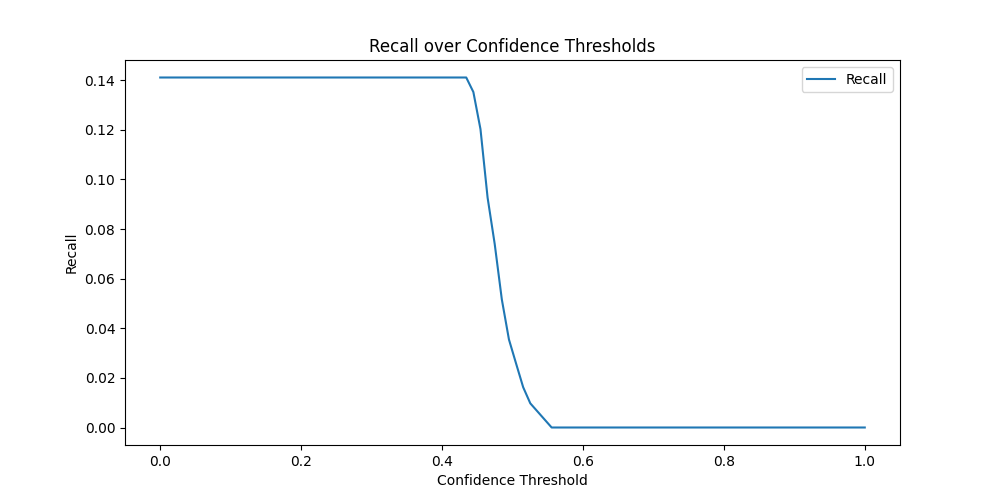 Recall over Confidence Thresholds
Recall
0.14
0.12
0.10
0.08
0.06
0.04
0.02
0.00
Recall
0.0 0.2 0.4 0.6 0.8 1.0
Confidence Threshold